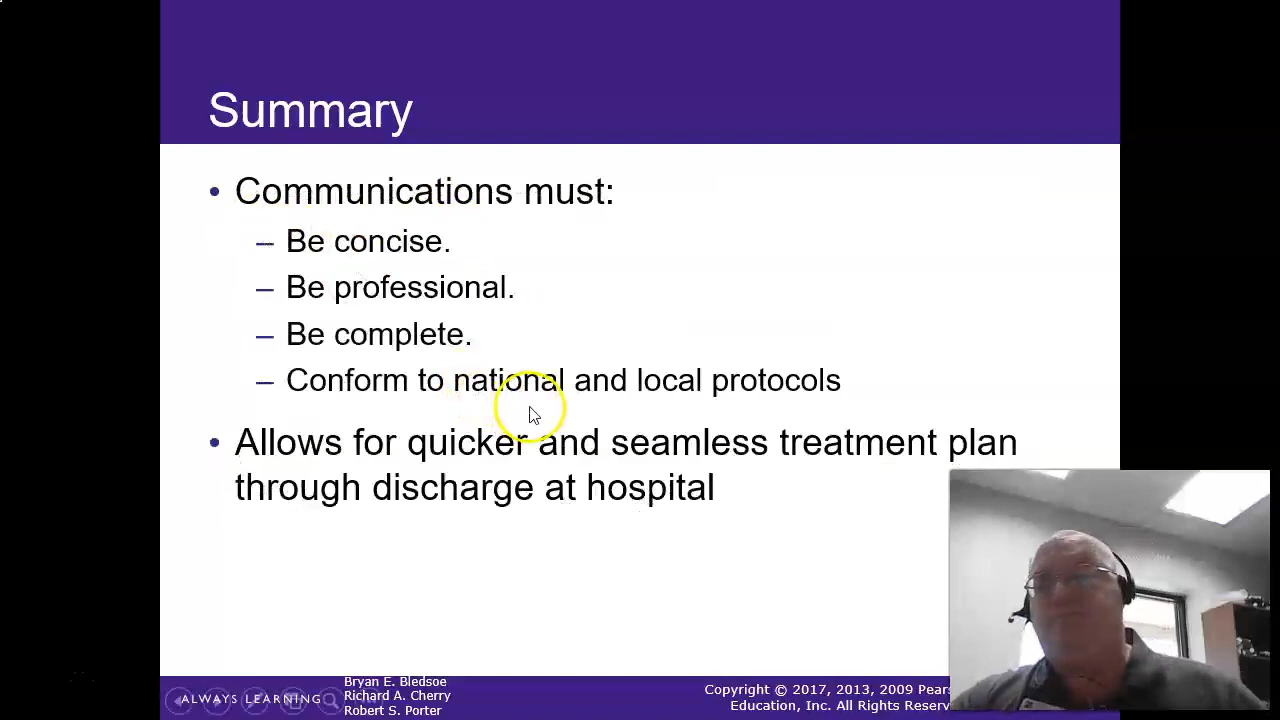 Summary
• Communications must:
– Be concise.
– Be professional.
– Be complete.
– Conform to national and local protocols
• Allows for quicker and seamless treatment plan
through discharge at hospital
ALWAYS LEARNING
Bryan E. Bledsoe
Richard A. Cherry
Robert S. Porter
Copyright © 2017, 2013, 2009
Education, Inc. All Rights